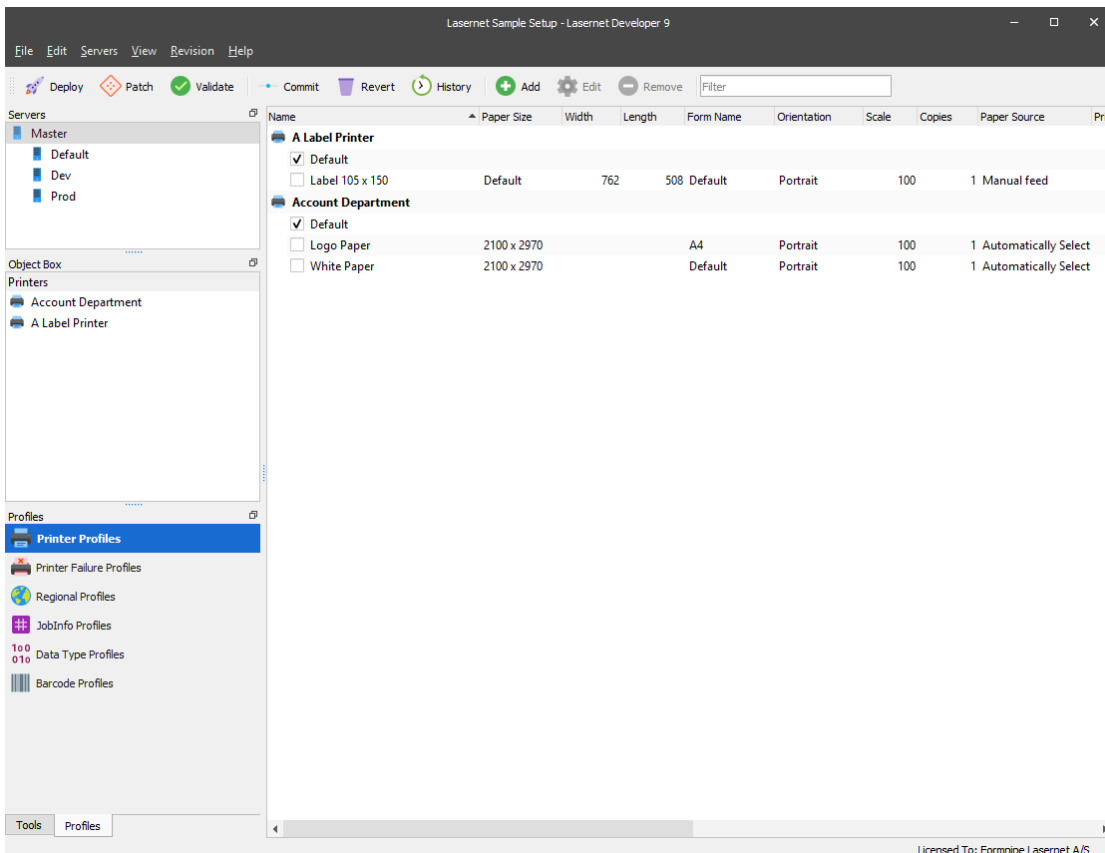 Lasernet Sample Setup - Lasernet Developer 9
File Edit Servers View Revision Help
Deploy Patch Validate Commit Revert History Add Edit Remove Filter
Servers
Master
Default
Dev
Prod
Object Box
Printers
Account Department
A Label Printer
Profiles
Printer Profiles
Printer Failure Profiles
Regional Profiles
JobInfo Profiles
100
010 Data Type Profiles
Barcode Profiles
Tools Profiles
Name Paper Size Width Length Form Name Orientation Scale Copies Paper Source Pri
A Label Printer
Default
Label 105 x 150 Default 762 508 Default Portrait 100 1 Manual feed
Account Department
Default
Logo Paper 2100 x 2970 A4 Portrait 100 1 Automatically Select
White Paper 2100 x 2970 Default Portrait 100 1 Automatically Select
Licensed To: Formpipe Lasernet A/S